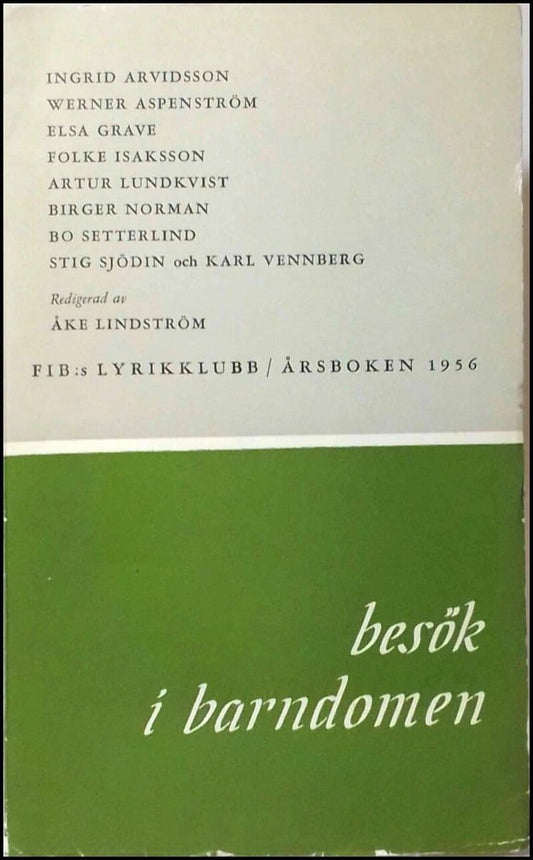 INGRID ARVIDSSON
WERNER ASPENSTRÖM
ELSA GRAVE
FOLKE ISAKSSON
ARTUR LUNDKVIST
BIRGER NORMAN
BO SETTERLIND
STIG SJÖDIN och KARL VENNBERG
Redigerad av
ÅKE LINDSTRÖM
FIB:s LYRIKKLUBB / ÅRSBOKEN 1956
besök
i barndomen